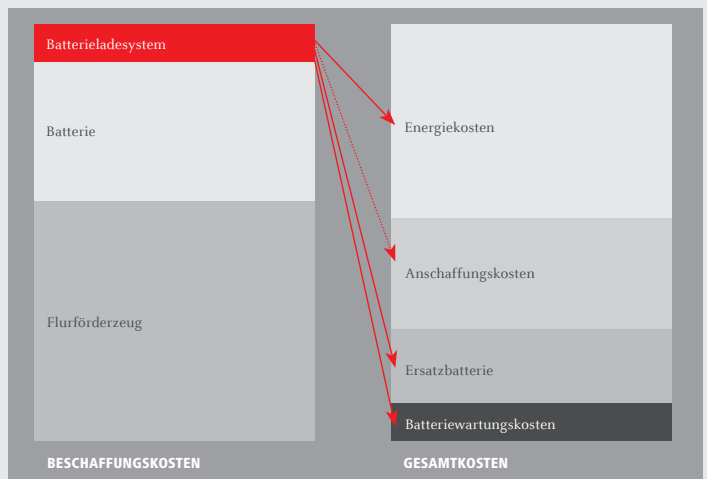 Batterieladesystem
Batterie
Flurförderzeug
BESCHAFFUNGSKOSTEN
Energiekosten
Anschaffungskosten
Ersatzbatterie
Batteriewartungskosten
GESAMTKOSTEN